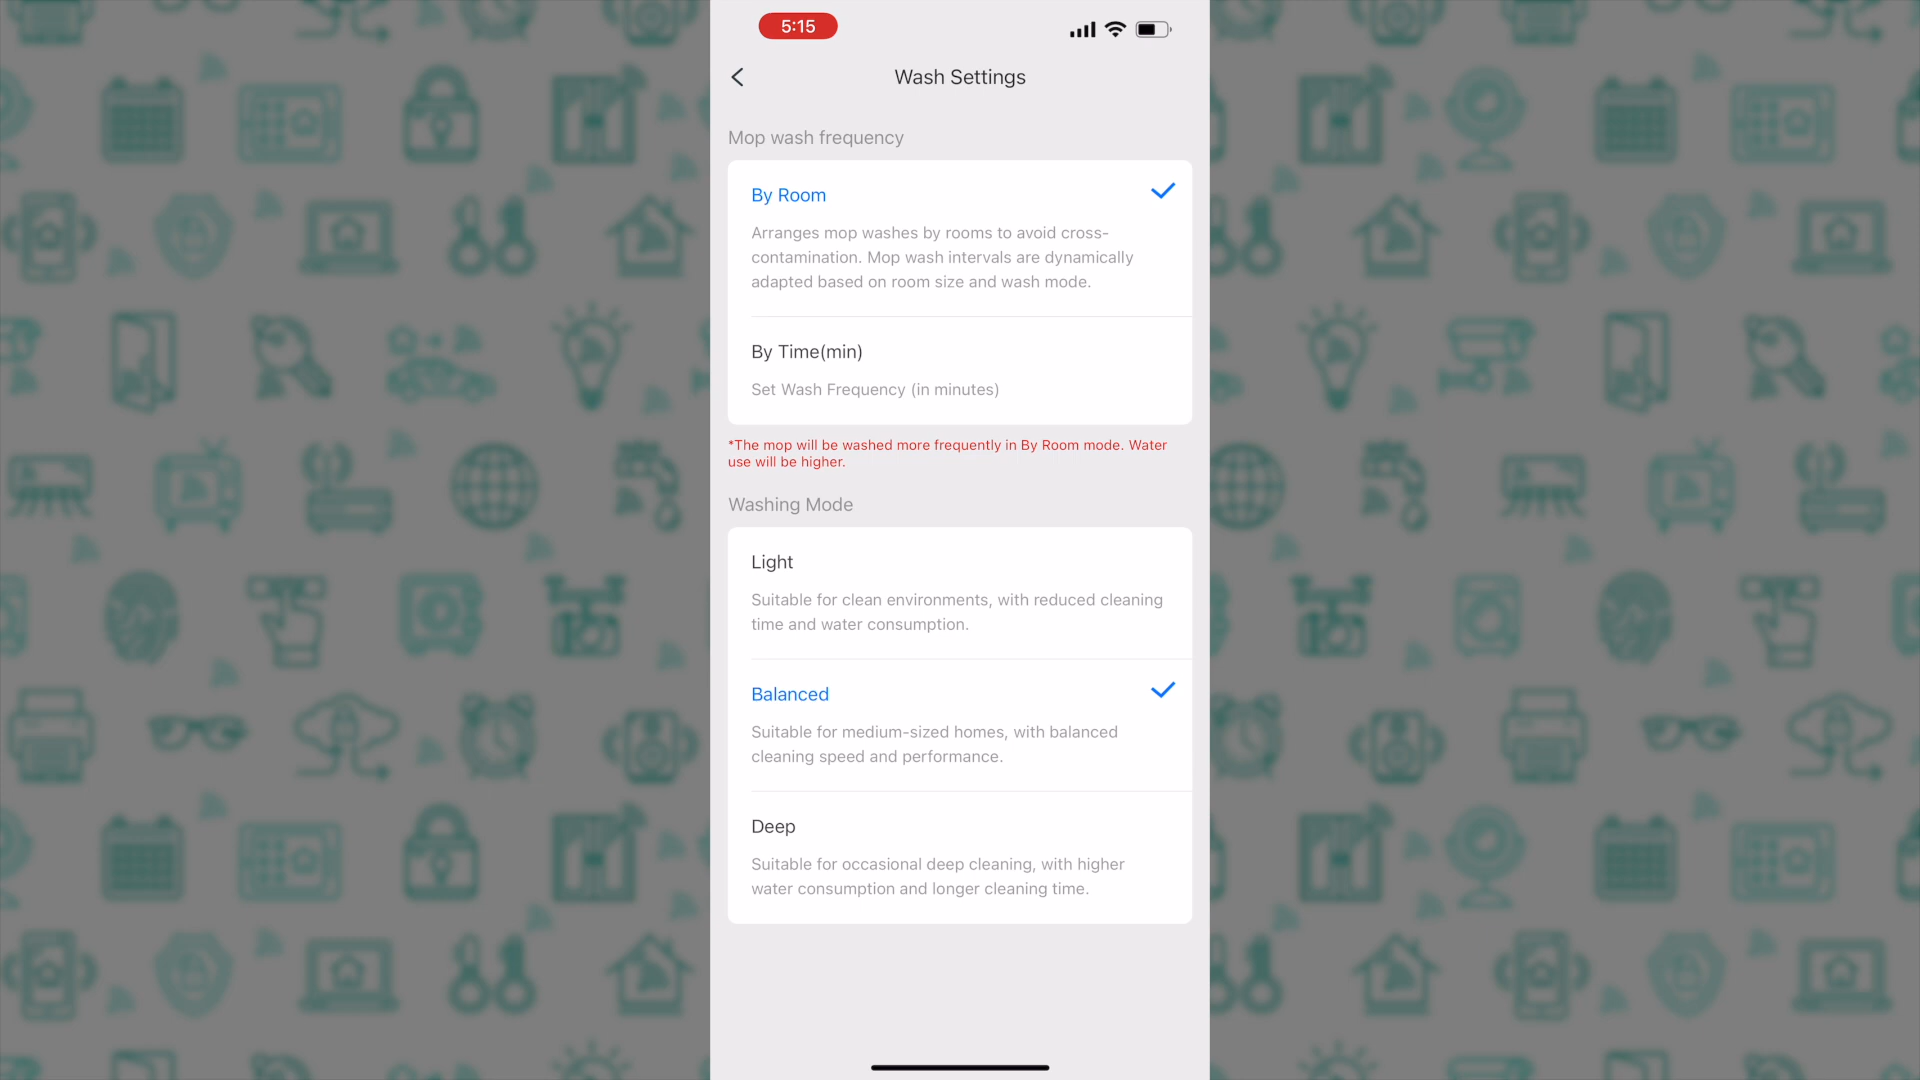 5:15
Wash Settings
Mop wash frequency
By Room
Arranges mop washes by rooms to avoid cross-
contamination. Mop wash intervals are dynamically
adapted based on room size and wash mode.
By Time(min)
Set Wash Frequency (in minutes)
*The mop will be washed more frequently in By Room mode. Water
use will be higher.
Washing Mode
Light
Suitable for clean environments, with reduced cleaning
time and water consumption.
Balanced
Suitable for medium-sized homes, with balanced
cleaning speed and performance.
Deep
Suitable for occasional deep cleaning, with higher
water consumption and longer cleaning time.